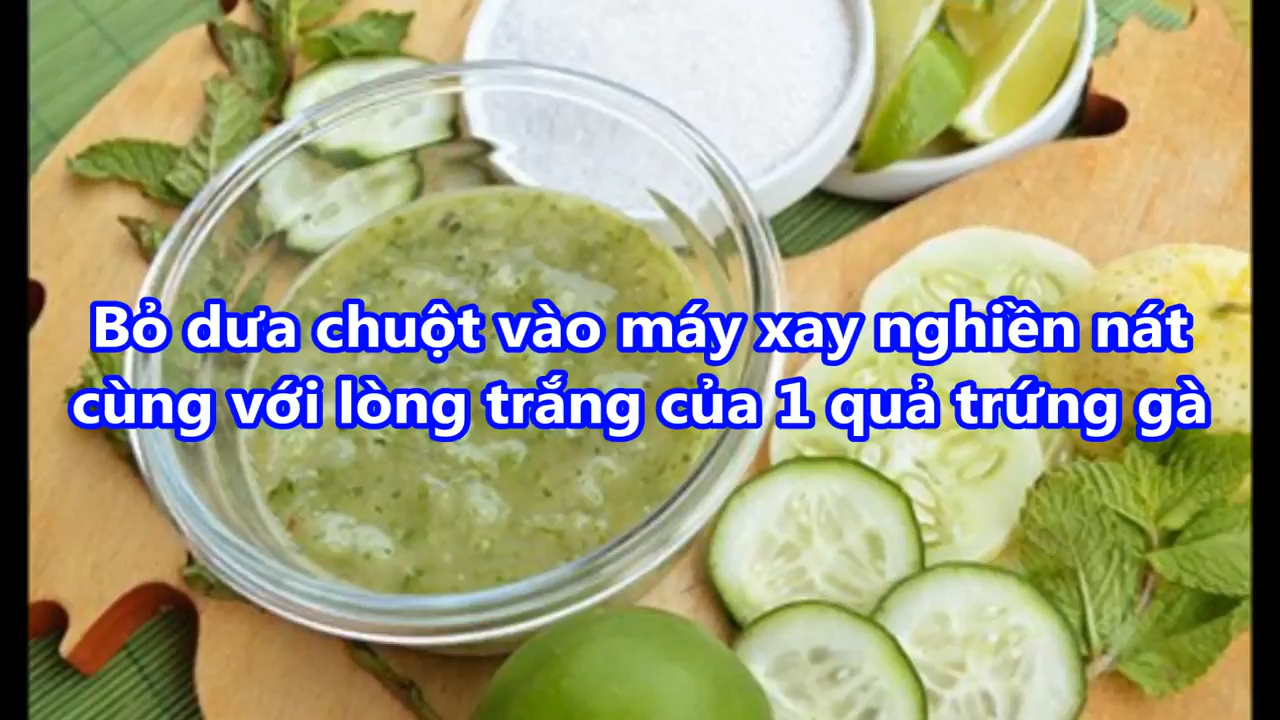 Bỏ dưa chuột vào máy xay nghiền nát
cùng với lòng trắng của 1 quả trứng gà